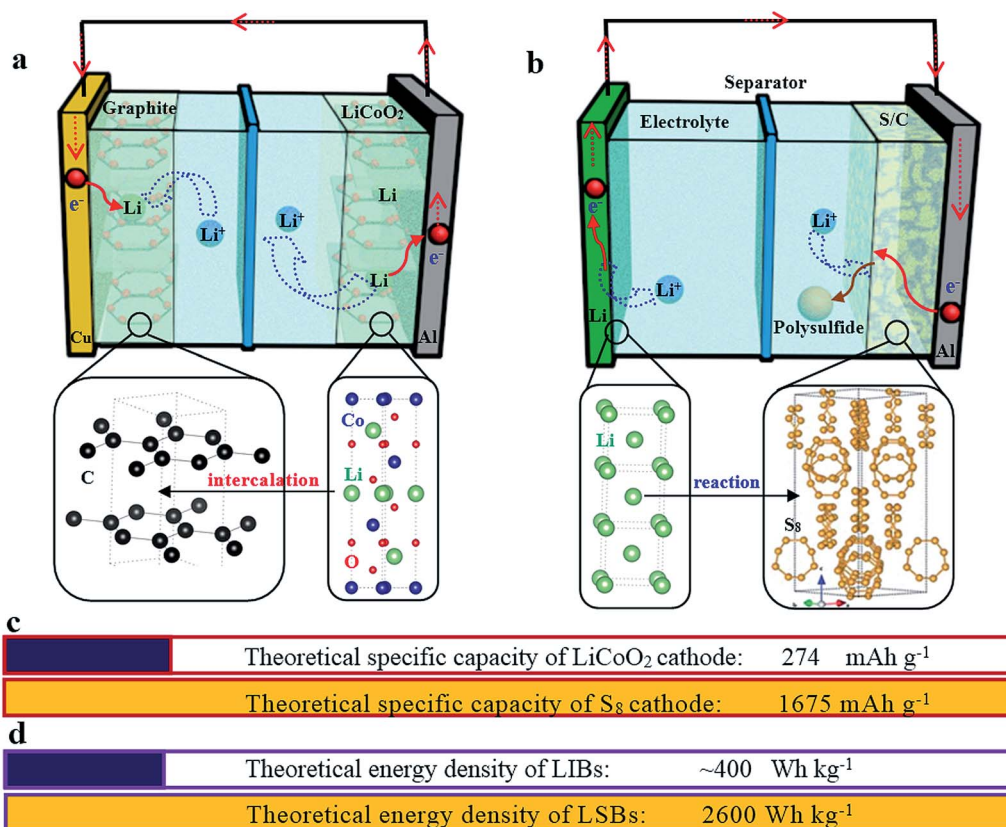 a
Graphite
LiCoO₂
Li
e⁻
Li⁺
Li⁺
Li
Li
e⁻
Cu
Al
C
intercalation
Co
Li
O
b
Separator
Electrolyte
S/C
e⁻
Li⁺
Li⁺
Polysulfide
e⁻
Li
Al
Li
reaction
S₈
c
Theoretical specific capacity of LiCoO₂ cathode: 274 mAh g⁻¹
Theoretical specific capacity of S₈ cathode: 1675 mAh g⁻¹
d
Theoretical energy density of LIBs: ~400 Wh kg⁻¹
Theoretical energy density of LSBs: 2600 Wh kg⁻¹